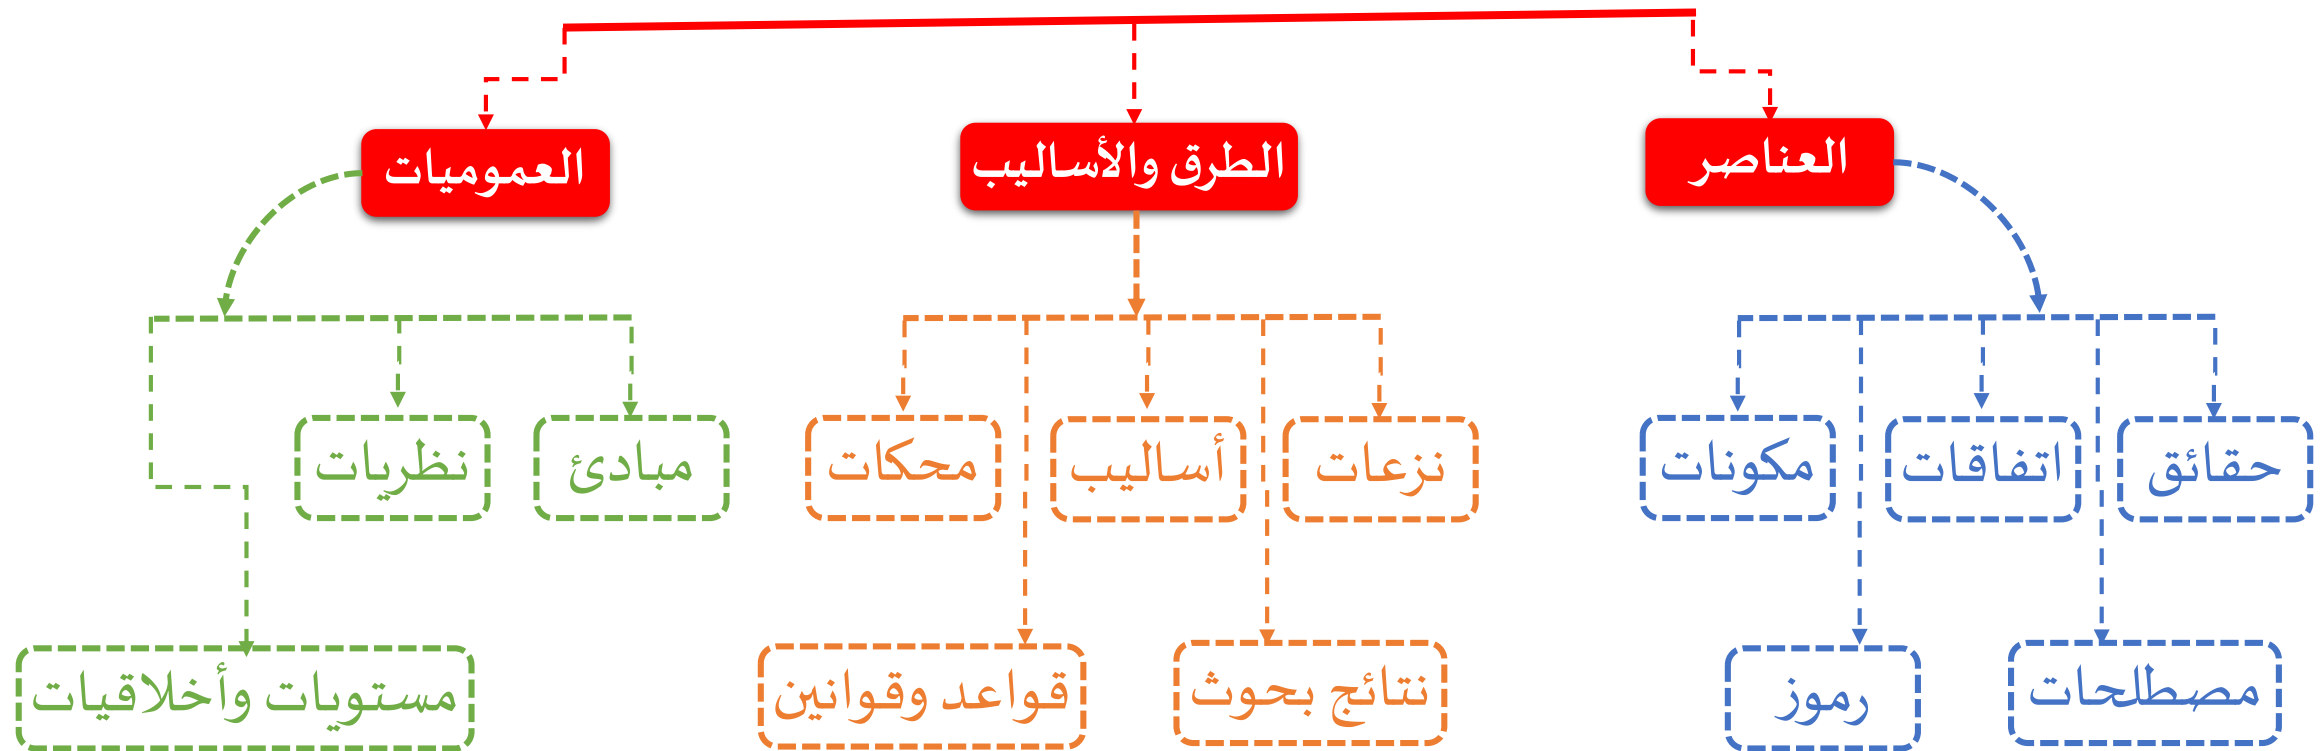 العناصر
الطرق والأساليب
العموميات
حقائق
اتفاقات
مكونات
نزعات
أساليب
محكات
مبادئ
نظريات
مصطلحات
رموز
نتائج بحوث
قواعد وقوانين
مستويات وأخلاقيات